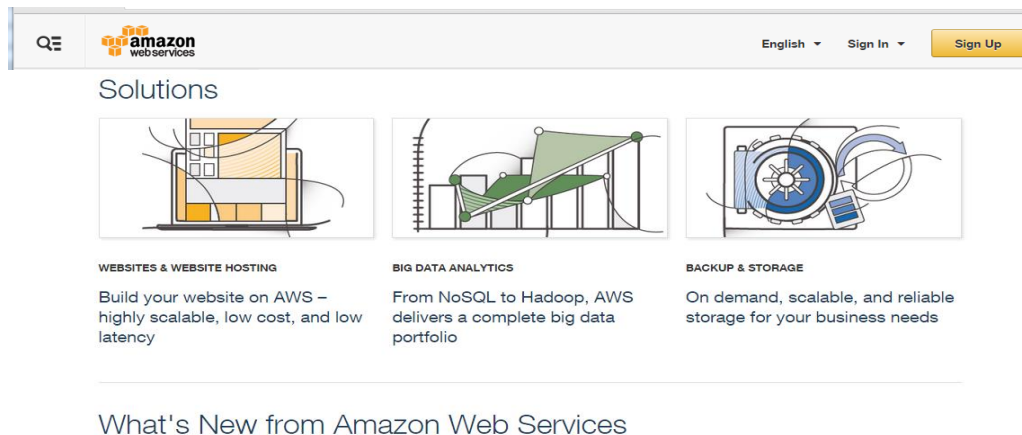 amazon
web services
English
Sign In
Sign Up
Solutions
WEBSITES & WEBSITE HOSTING
Build your website on AWS –
highly scalable, low cost, and low
latency
BIG DATA ANALYTICS
From NoSQL to Hadoop, AWS
delivers a complete big data
portfolio
BACKUP & STORAGE
On demand, scalable, and reliable
storage for your business needs
What's New from Amazon Web Services